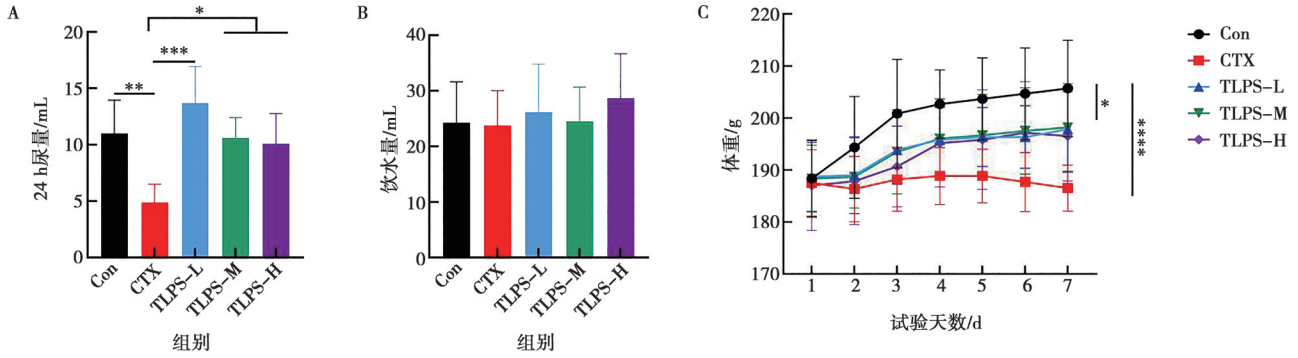 A
*
***
**
24 h尿量/mL
20
15
10
5
0
Con
CTX
TLPS-L
TLPS-M
TLPS-H
组别
B
饮水量/mL
40
30
20
10
0
Con
CTX
TLPS-L
TLPS-M
TLPS-H
组别
C
体重/g
220
210
200
190
180
170
1 2 3 4 5 6 7
试验天数/d
*
****
Con
CTX
TLPS-L
TLPS-M
TLPS-H